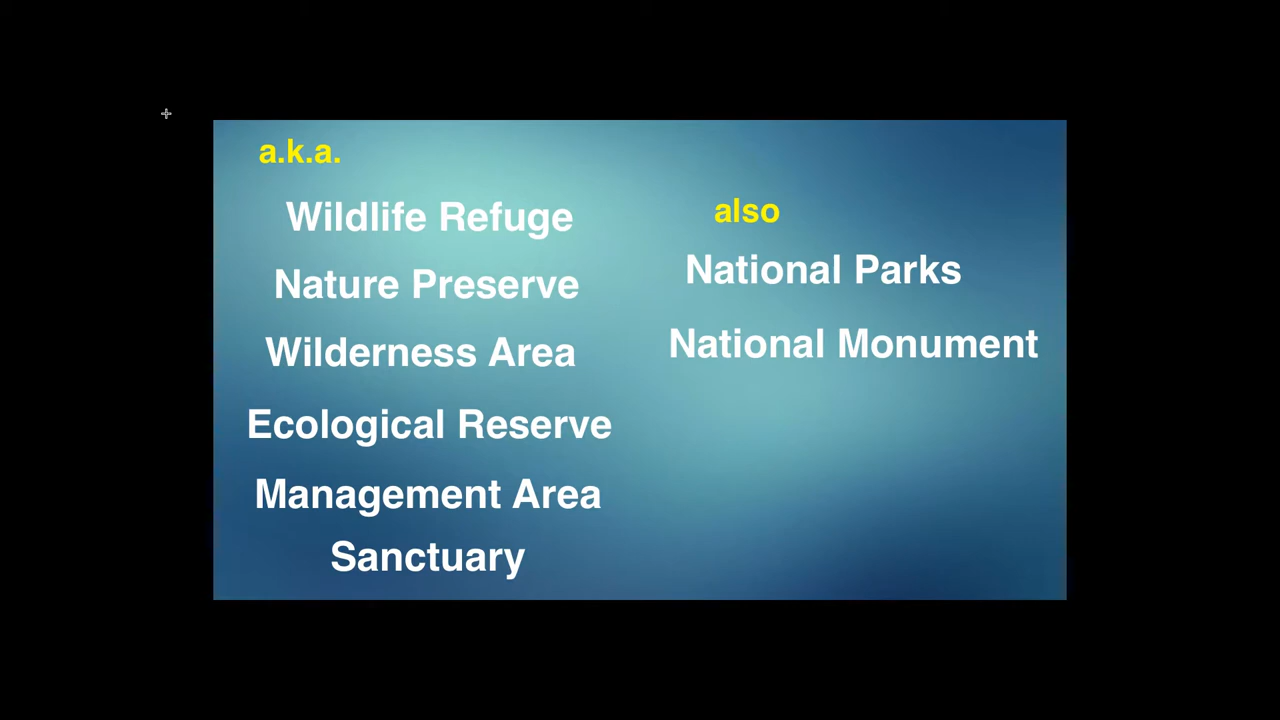 a.k.a.
Wildlife Refuge
Nature Preserve
Wilderness Area
Ecological Reserve
Management Area
Sanctuary
also
National Parks
National Monument